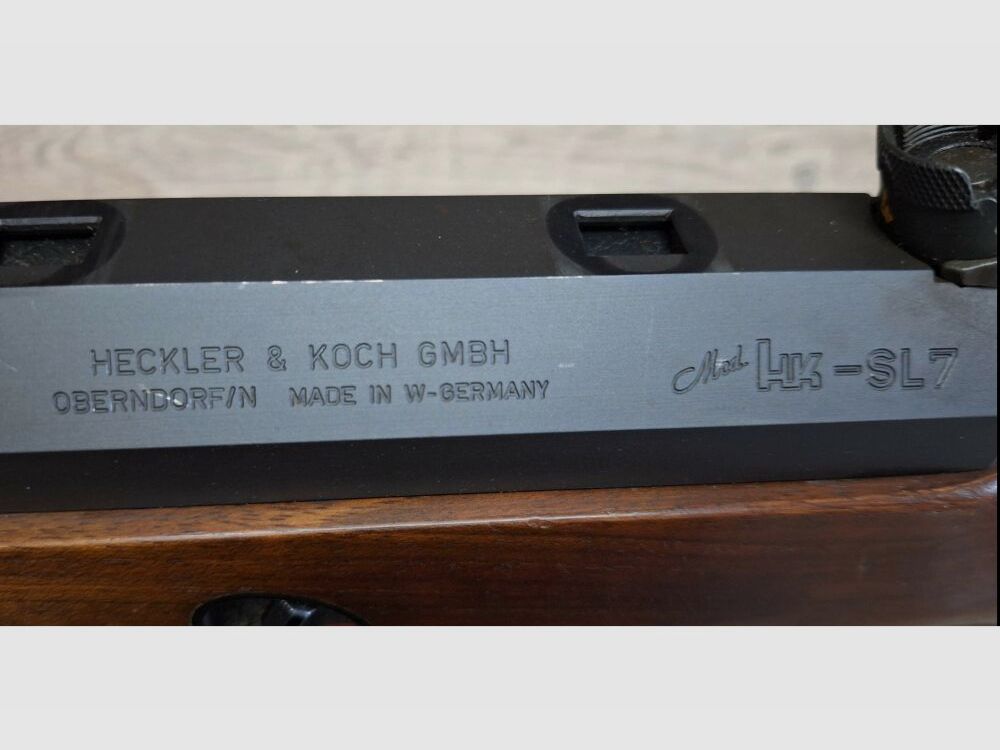 HECKLER & KOCH GMBH
OBERNDORF/N MADE IN W-GERMANY
Mod. HK-SL7